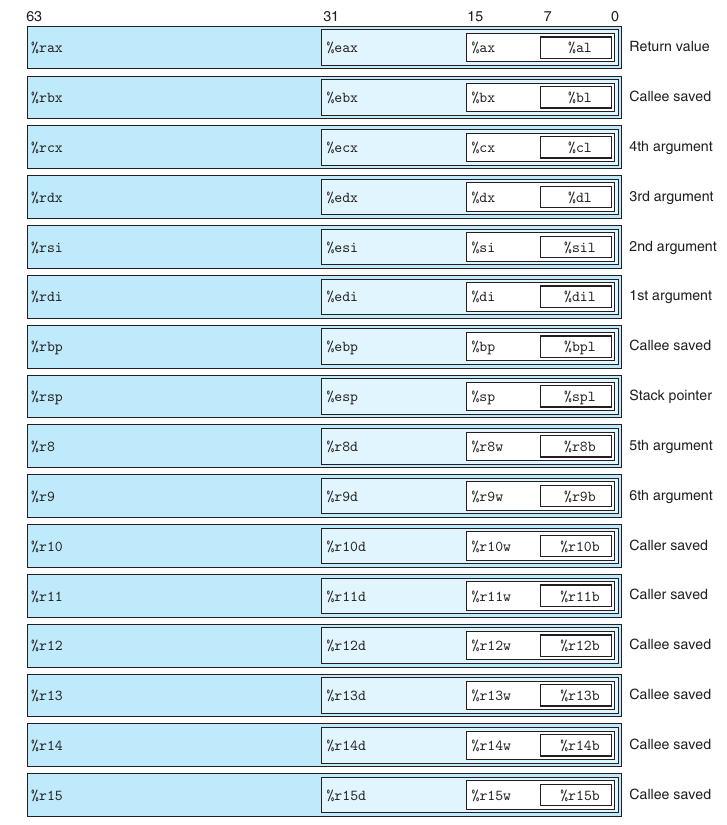 63 31 15 7 0
%rax %eax %ax %al Return value
%rbx %ebx %bx %bl Callee saved
%rcx %ecx %cx %cl 4th argument
%rdx %edx %dx %dl 3rd argument
%rsi %esi %si %sil 2nd argument
%rdi %edi %di %dil 1st argument
%rbp %ebp %bp %bpl Callee saved
%rsp %esp %sp %spl Stack pointer
%r8 %r8d %r8w %r8b 5th argument
%r9 %r9d %r9w %r9b 6th argument
%r10 %r10d %r10w %r10b Caller saved
%r11 %r11d %r11w %r11b Caller saved
%r12 %r12d %r12w %r12b Callee saved
%r13 %r13d %r13w %r13b Callee saved
%r14 %r14d %r14w %r14b Callee saved
%r15 %r15d %r15w %r15b Callee saved